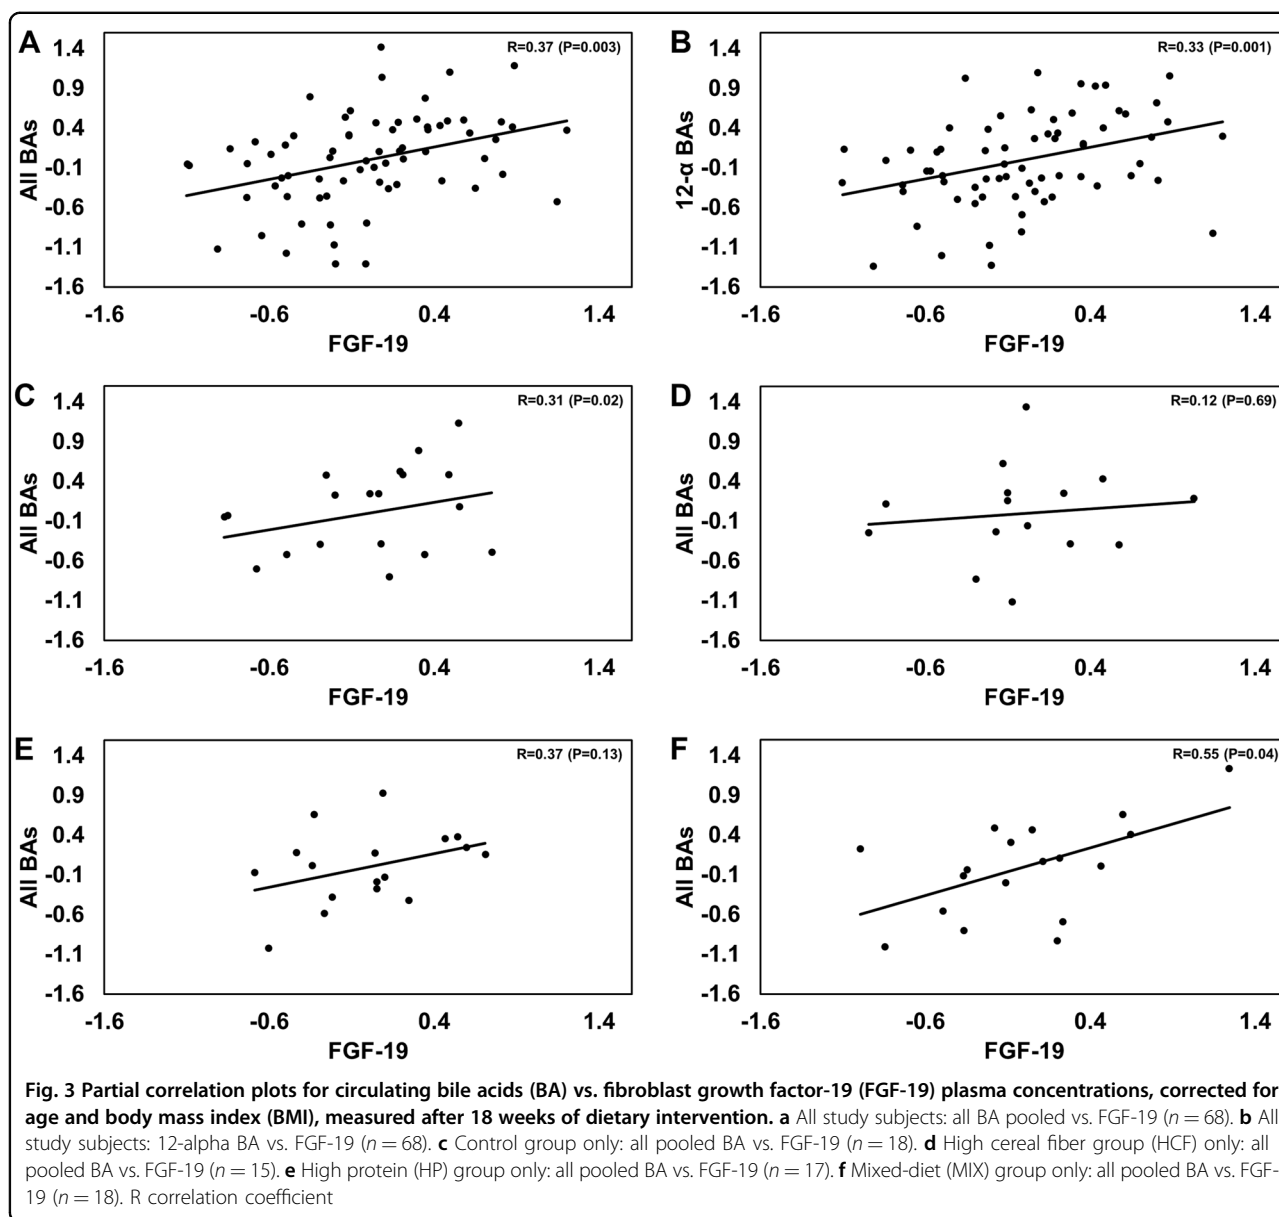 A
1.4
0.9
0.4
-0.1
-0.6
-1.1
-1.6
All BAs
R=0.37 (P=0.003)
-1.6 -0.6 0.4 1.4
FGF-19
B
1.4
0.9
0.4
-0.1
-0.6
-1.1
-1.6
12-α BAs
R=0.33 (P=0.001)
-1.6 -0.6 0.4 1.4
FGF-19
C
1.4
0.9
0.4
-0.1
-0.6
-1.1
-1.6
All BAs
R=0.31 (P=0.02)
-1.6 -0.6 0.4 1.4
FGF-19
D
1.4
0.9
0.4
-0.1
-0.6
-1.1
-1.6
All BAs
R=0.12 (P=0.69)
-1.6 -0.6 0.4 1.4
FGF-19
E
1.4
0.9
0.4
-0.1
-0.6
-1.1
-1.6
All BAs
R=0.37 (P=0.13)
-1.6 -0.6 0.4 1.4
FGF-19
F
1.4
0.9
0.4
-0.1
-0.6
-1.1
-1.6
All BAs
R=0.55 (P=0.04)
-1.6 -0.6 0.4 1.4
FGF-19
Fig. 3 Partial correlation plots for circulating bile acids (BA) vs. fibroblast growth factor-19 (FGF-19) plasma concentrations, corrected for
age and body mass index (BMI), measured after 18 weeks of dietary intervention. a All study subjects: all BA pooled vs. FGF-19 (n = 68). b All
study subjects: 12-alpha BA vs. FGF-19 (n = 68). c Control group only: all pooled BA vs. FGF-19 (n = 18). d High cereal fiber group (HCF) only: all
pooled BA vs. FGF-19 (n = 15). e High protein (HP) group only: all pooled BA vs. FGF-19 (n = 17). f Mixed-diet (MIX) group only: all pooled BA vs. FGF-
19 (n = 18). R correlation coefficient